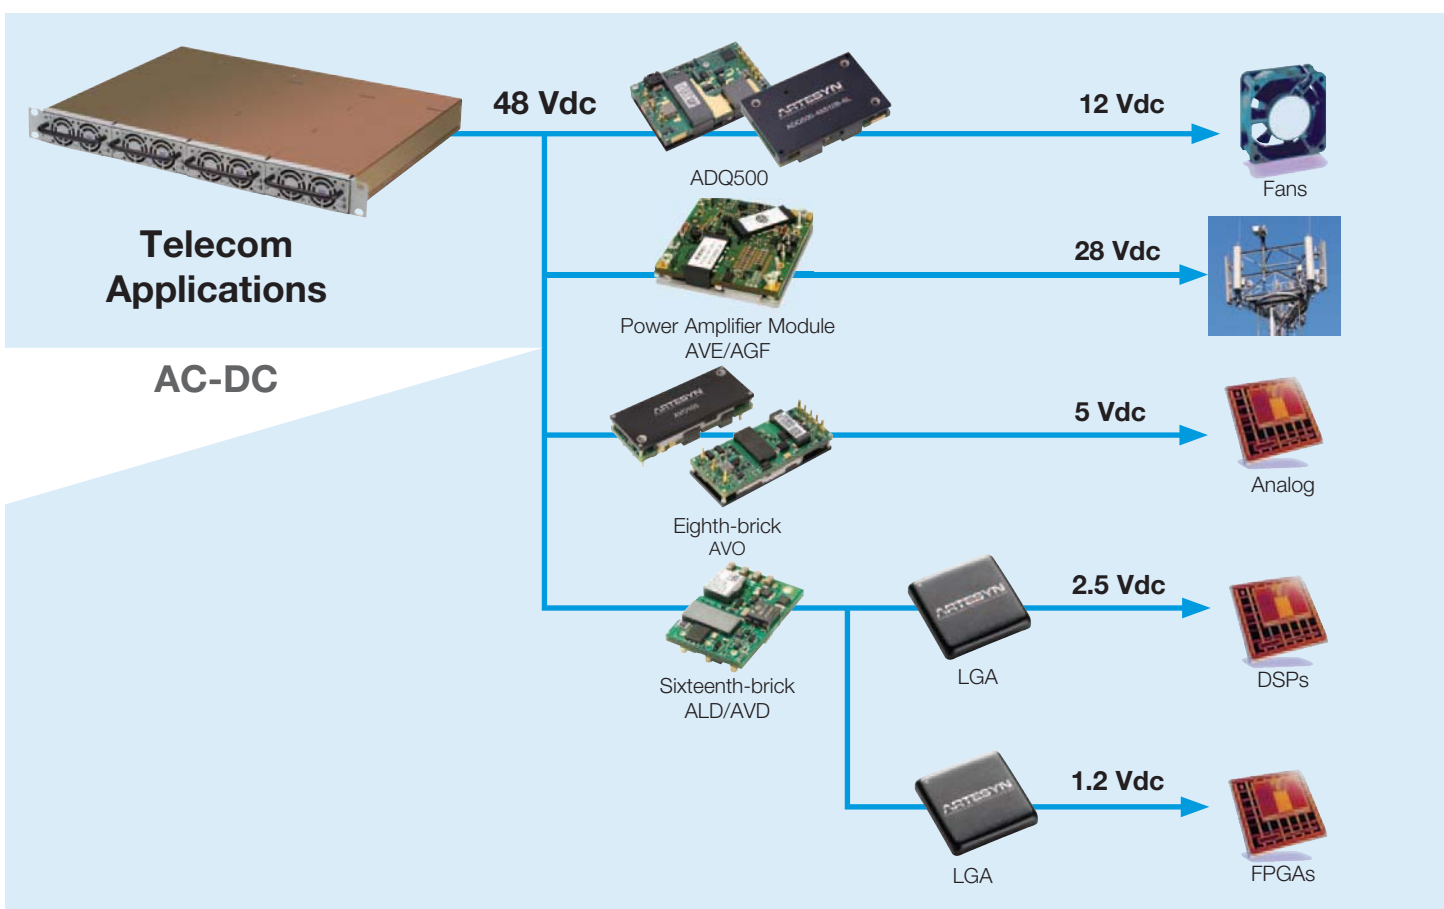 48 Vdc
ARTESYN
12 Vdc
ADQ500
Fans
Telecom
Applications
28 Vdc
Power Amplifier Module
AVE/AGF
AC-DC
ARTESYN
5 Vdc
Analog
Eighth-brick
AVO
ARTESYN
2.5 Vdc
LGA
DSPs
Sixteenth-brick
ALD/AVD
ARTESYN
1.2 Vdc
LGA
FPGAs